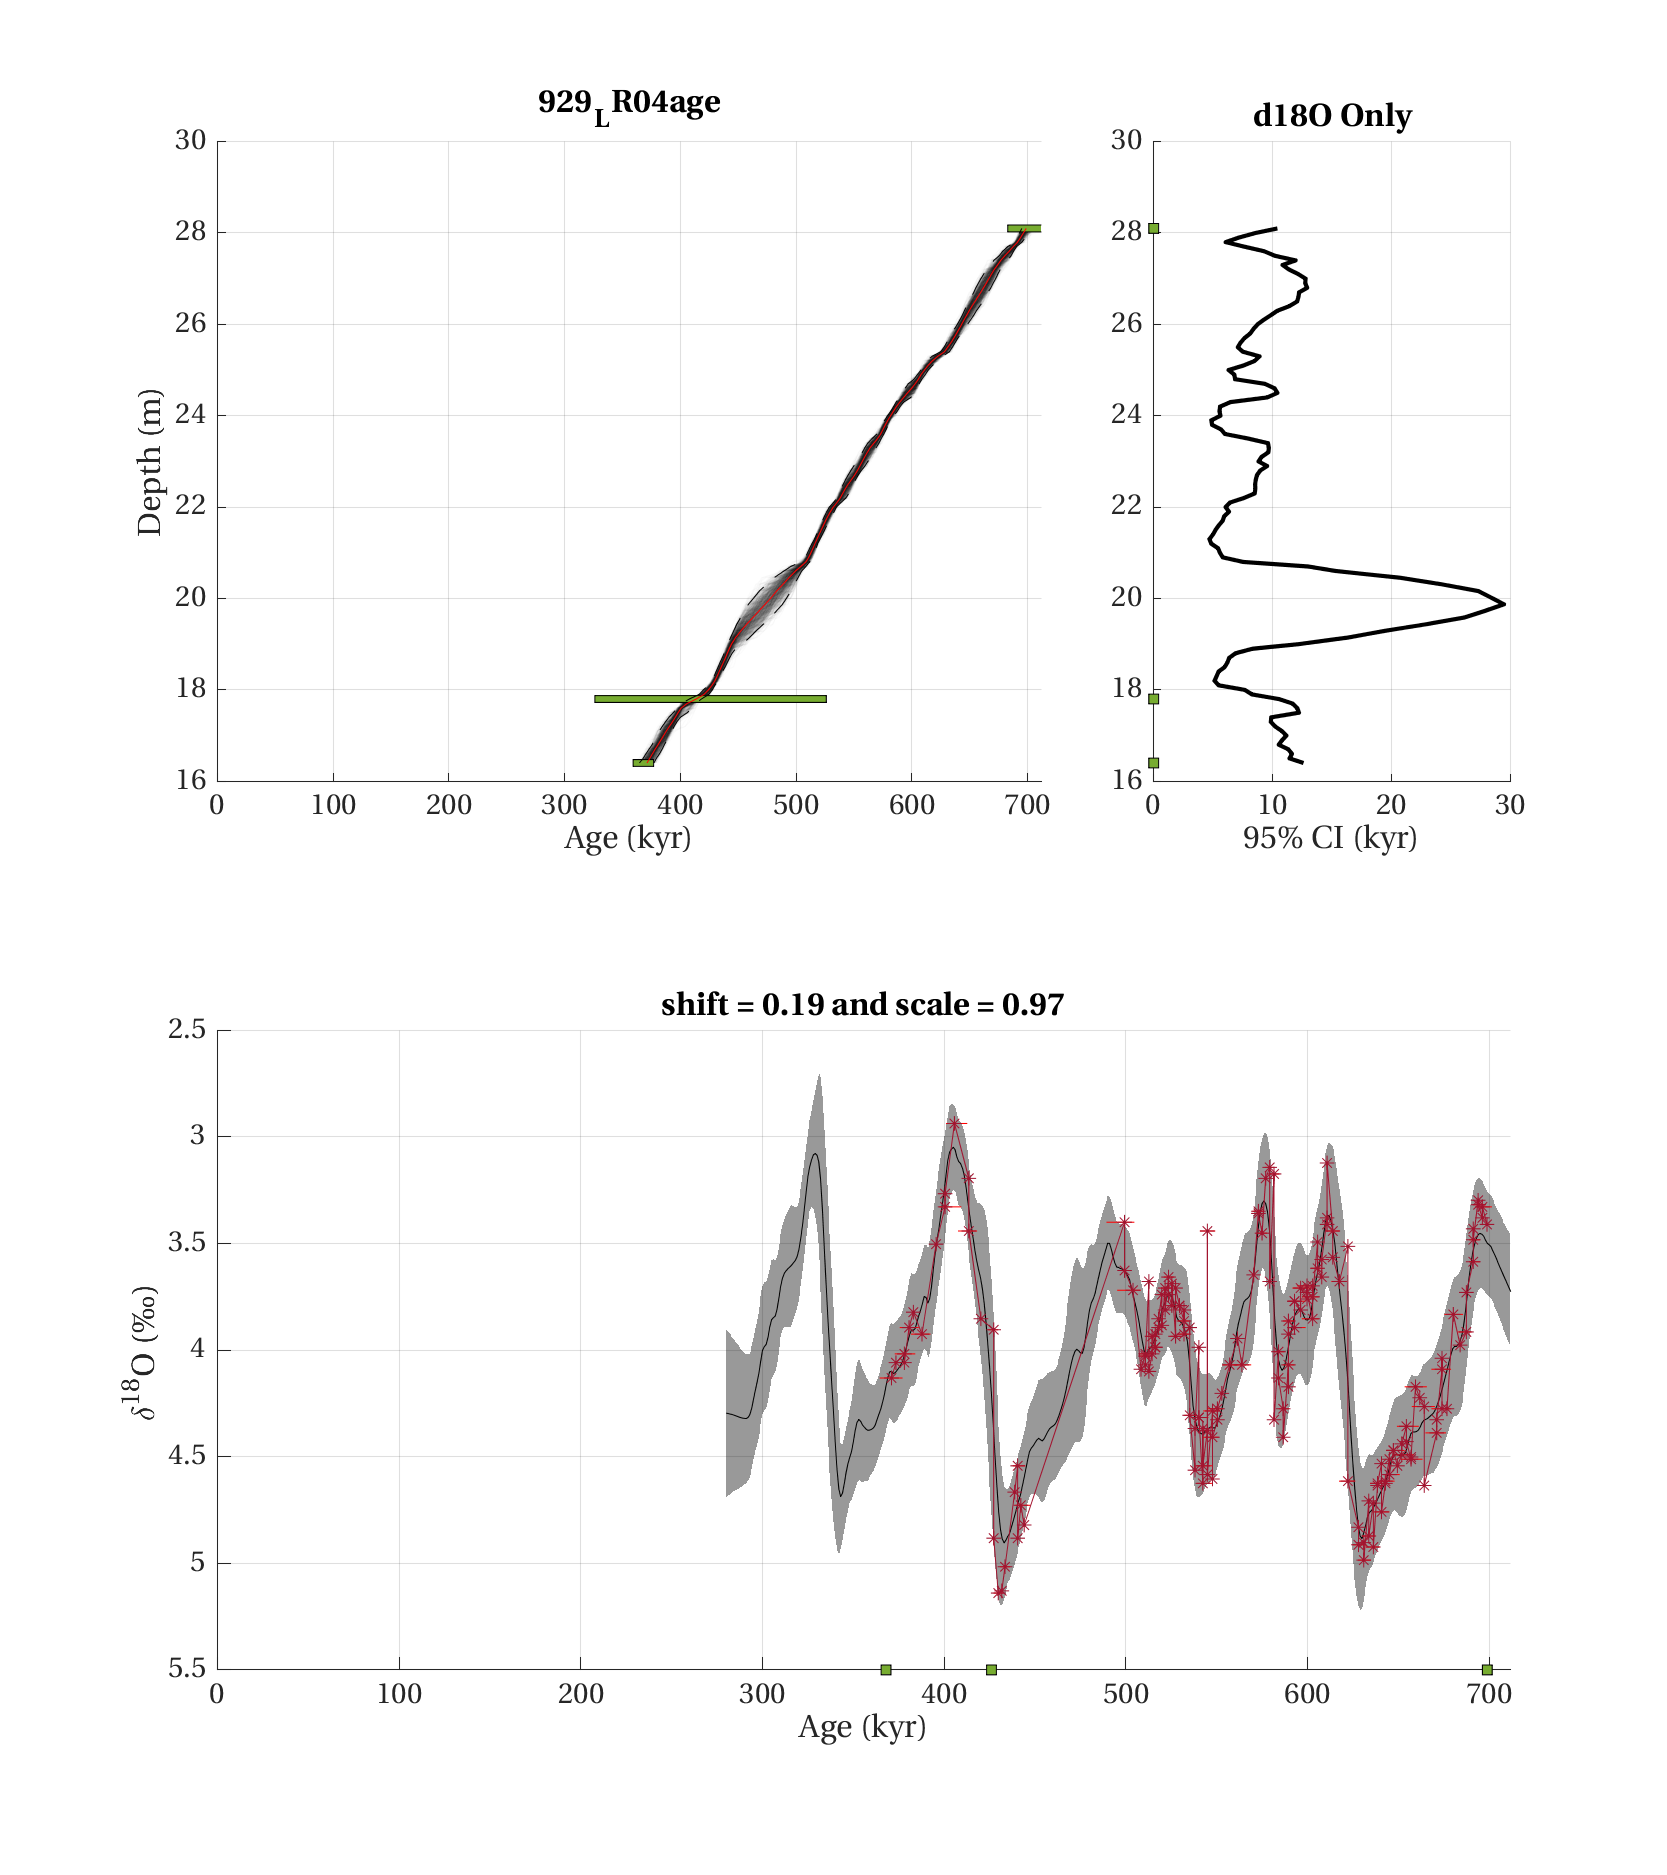 929_L R04age
30
28
26
24
22
20
18
16
Depth (m)
0 100 200 300 400 500 600 700
Age (kyr)
d18O Only
30
28
26
24
22
20
18
16
0 10 20 30
95% CI (kyr)
shift = 0.19 and scale = 0.97
2.5
3
3.5
4
4.5
5
5.5
δ¹⁸O (‰)
0 100 200 300 400 500 600 700
Age (kyr)